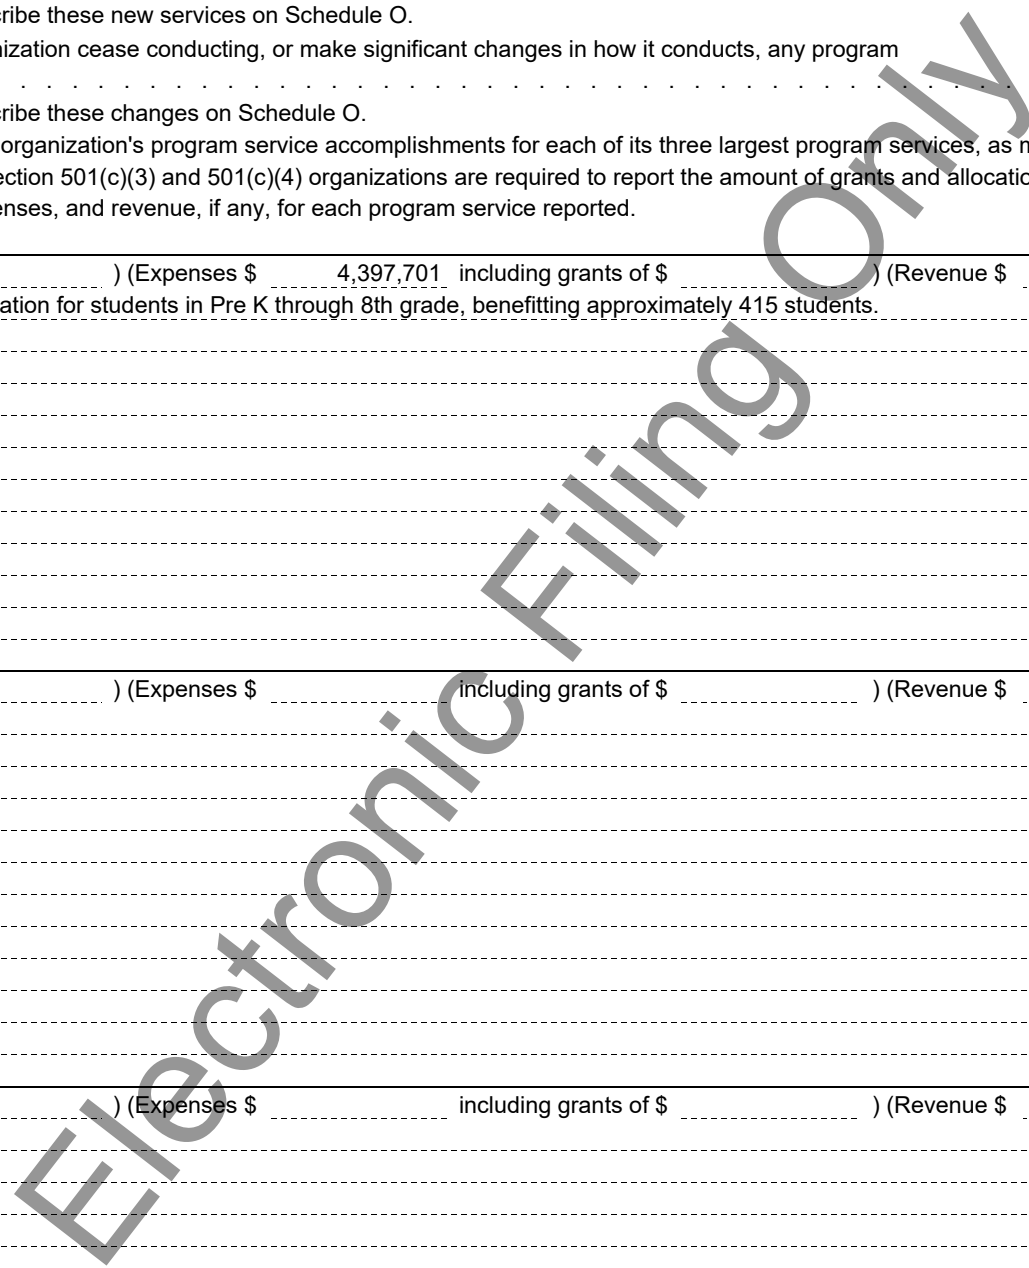 ribe these new services on Schedule O.
nization cease conducting, or make significant changes in how it conducts, any program
. . . . . . . . . . . . . . . . . . . . . . . . . . . . . . . . . . . . . . .
ribe these changes on Schedule O.
organization's program service accomplishments for each of its three largest program services, as m
ection 501(c)(3) and 501(c)(4) organizations are required to report the amount of grants and allocatio
enses, and revenue, if any, for each program service reported.
) (Expenses $ 4,397,701 including grants of $ ) (Revenue $
ation for students in Pre K through 8th grade, benefitting approximately 415 students.
) (Expenses $ including grants of $ ) (Revenue $
) (Expenses $ including grants of $ ) (Revenue $
Electronic Filing Only